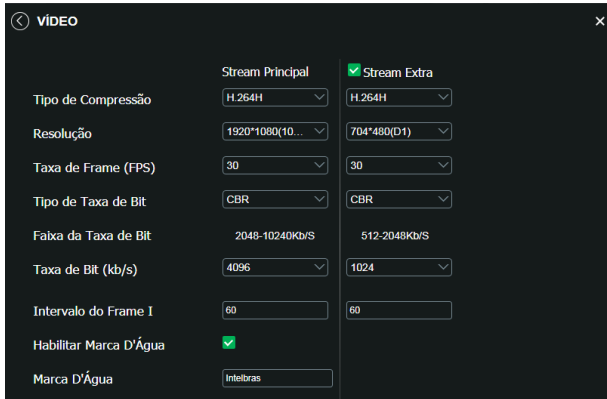 VÍDEO
Stream Principal Stream Extra
Tipo de Compressão H.264H H.264H
Resolução 1920*1080(10... 704*480(D1)
Taxa de Frame (FPS) 30 30
Tipo de Taxa de Bit CBR CBR
Faixa da Taxa de Bit 2048-10240Kb/S 512-2048Kb/S
Taxa de Bit (kb/s) 4096 1024
Intervalo do Frame I 60 60
Habilitar Marca D'Água
Marca D'Água Intelbras